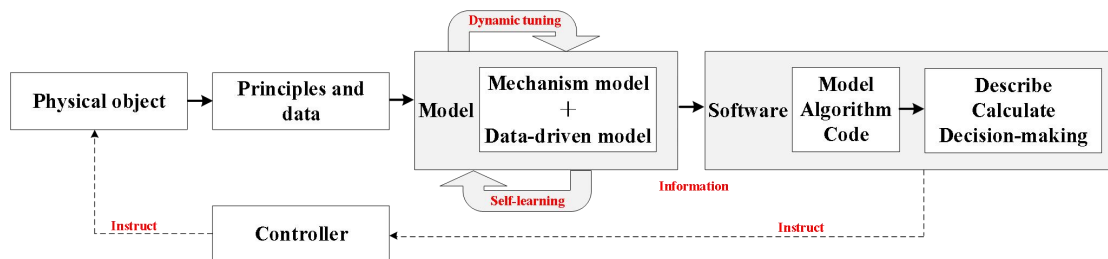 Dynamic tuning
Physical object
Principles and
data
Model
Mechanism model
+
Data-driven model
Software
Model
Algorithm
Code
Describe
Calculate
Decision-making
Self-learning
Information
Instruct
Controller
Instruct